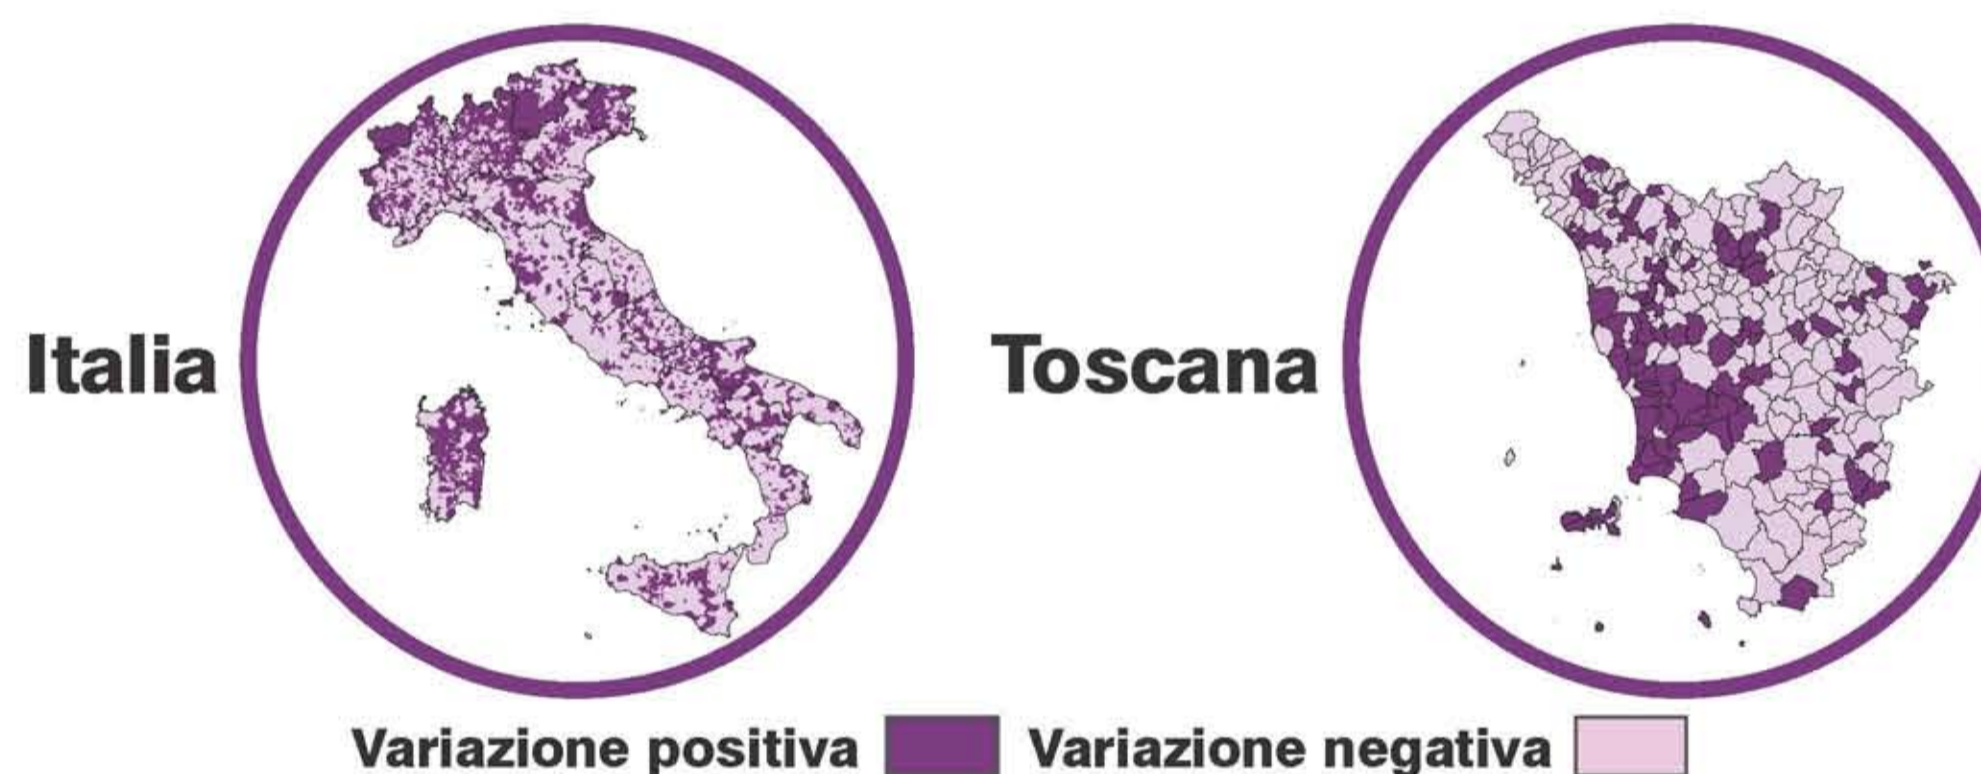 Italia
Toscana
Variazione positiva
Variazione negativa